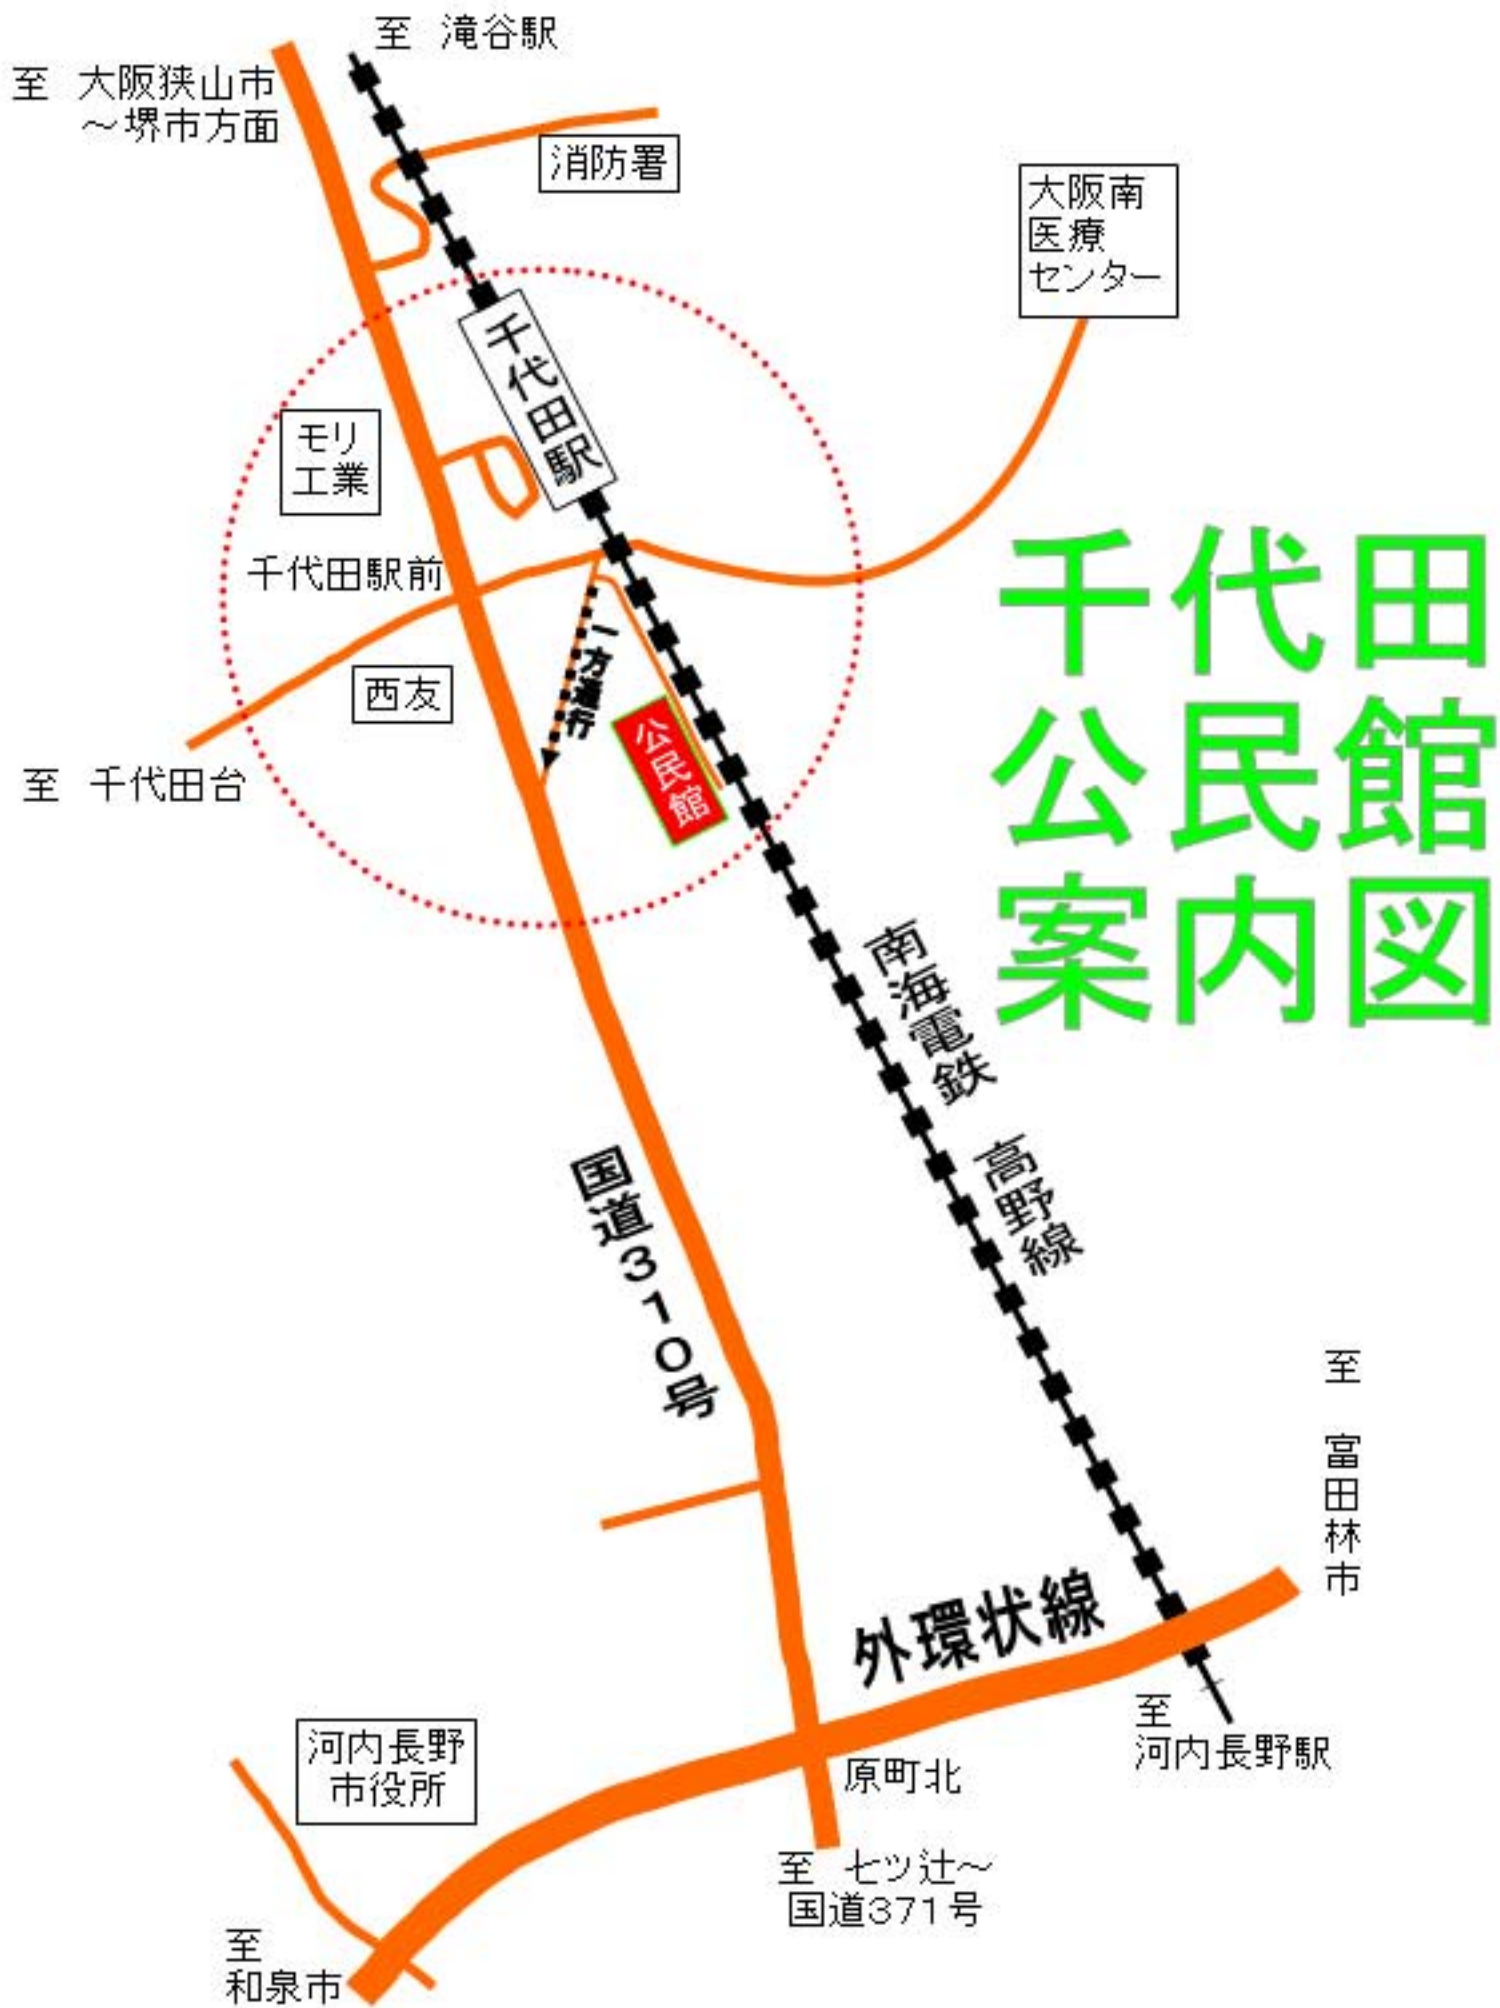 至　滝谷駅
至　大阪狭山市
～堺市方面
消防署
大阪南
医療
センター
千代田駅
モリ
工業
千代田駅前
一方通行
西友
公民館
至　千代田台
千代田
公民館
案内図
南海電鉄　高野線
国道３１０号
至　富田林市
外環状線
至
河内長野駅
河内長野
市役所
原町北
至　七ツ辻～
国道371号
至
和泉市